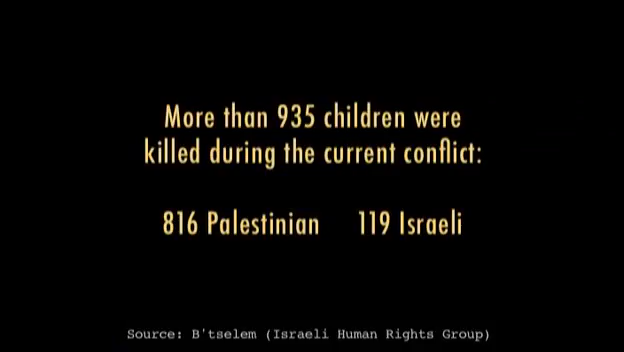 More than 935 children were
killed during the current conflict:
816 Palestinian 119 Israeli
Source: B'tselem (Israeli Human Rights Group)